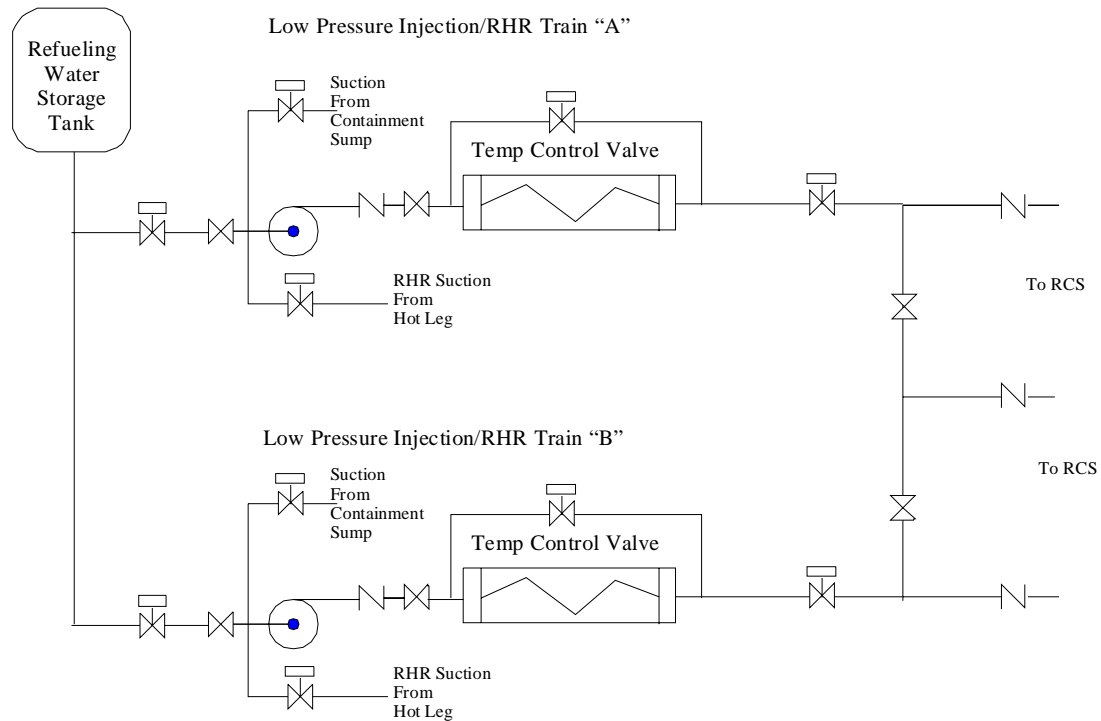 Low Pressure Injection/RHR Train “A”
Refueling
Water
Storage
Tank
Suction
From
Containment
Sump
Temp Control Valve
RHR Suction
From
Hot Leg
To RCS
Low Pressure Injection/RHR Train “B”
To RCS
Suction
From
Containment
Sump
Temp Control Valve
RHR Suction
From
Hot Leg